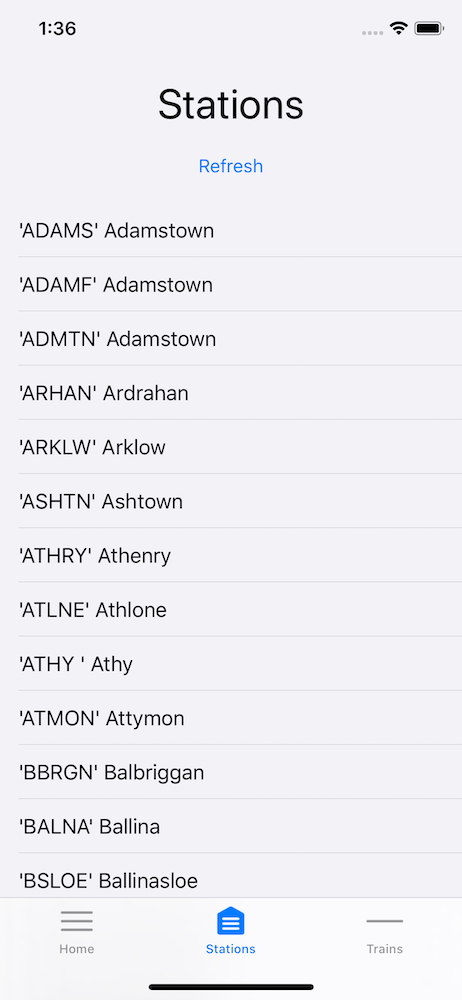 1:36
Stations
Refresh
'ADAMS' Adamstown
'ADAMF' Adamstown
'ADMTN' Adamstown
'ARHAN' Ardrahan
'ARKLW' Arklow
'ASHTN' Ashtown
'ATHRY' Athenry
'ATLNE' Athlone
'ATHY ' Athy
'ATMON' Attymon
'BBRGN' Balbriggan
'BALNA' Ballina
'BSLOE' Ballinasloe
Home Stations Trains